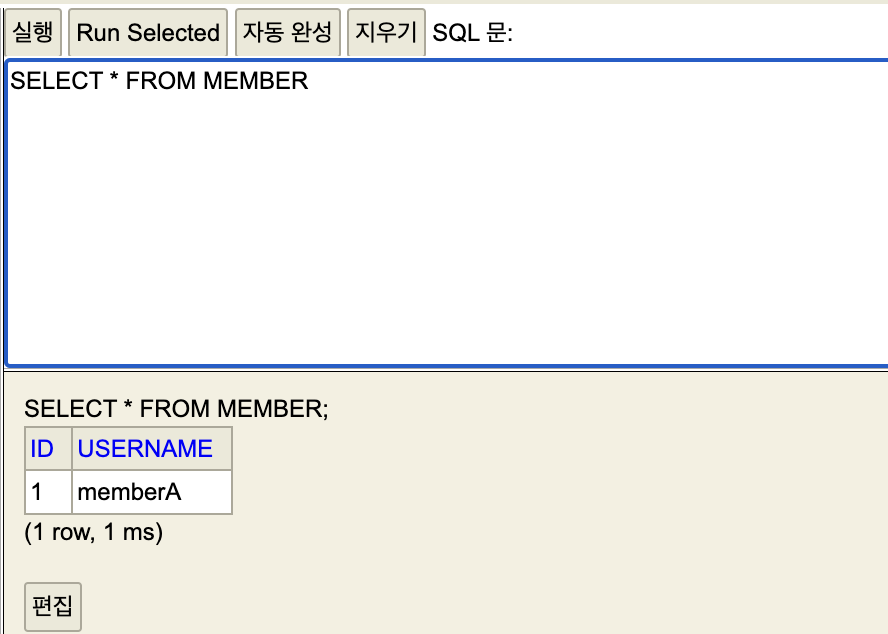 실행 Run Selected 자동 완성 지우기 SQL 문:
SELECT * FROM MEMBER
SELECT * FROM MEMBER;
ID USERNAME
1 memberA
(1 row, 1 ms)
편집